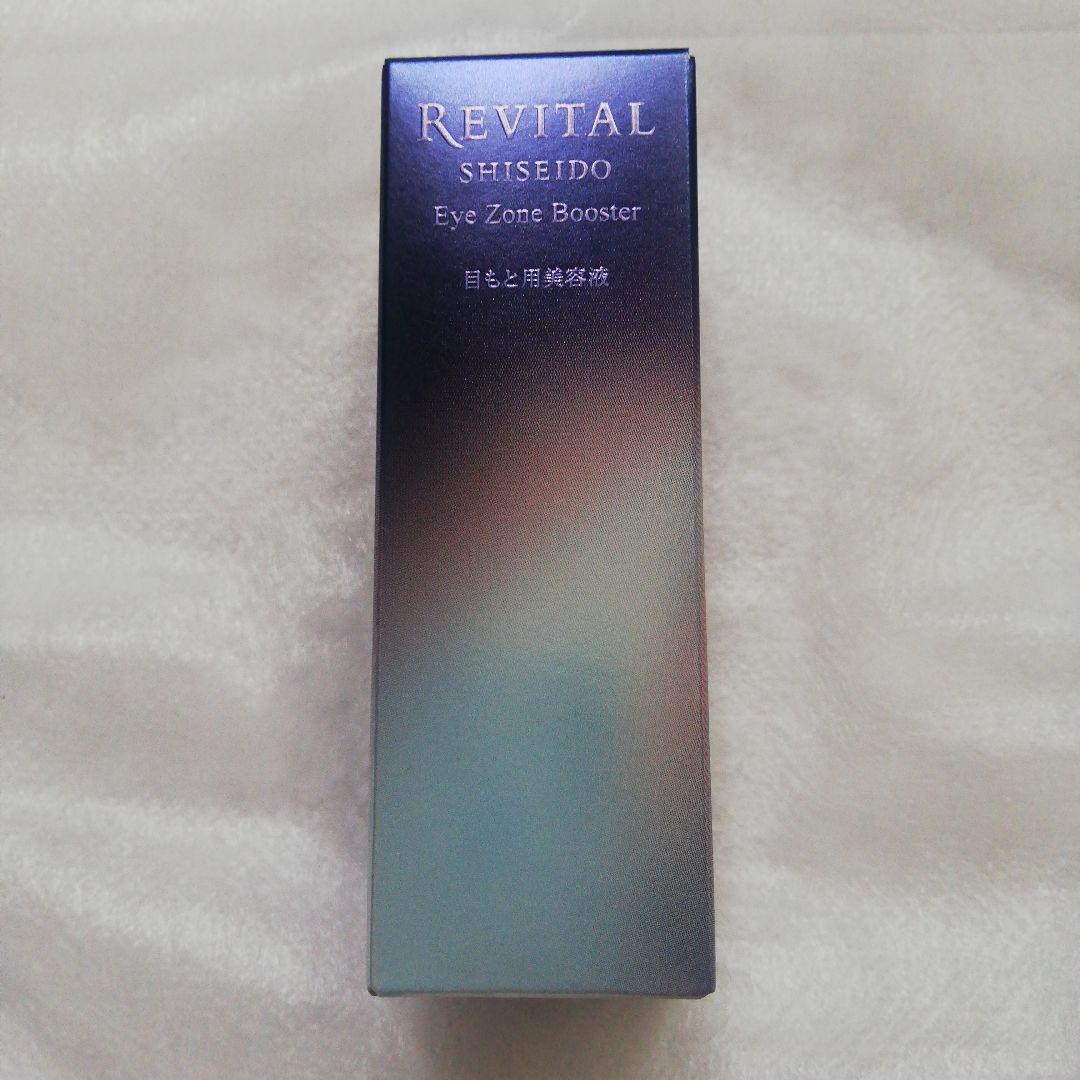 REVITAL
SHISEIDO
Eye Zone Booster
目もと用美容液